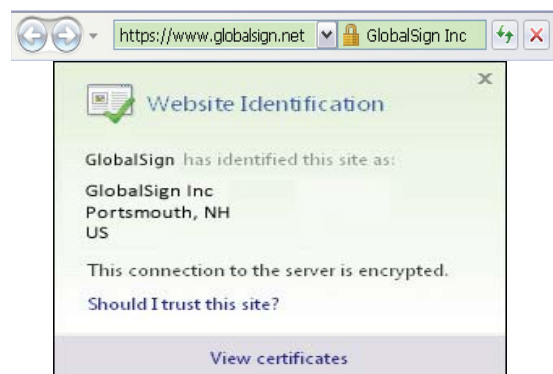 https://www.globalsign.net GlobalSign Inc
Website Identification
GlobalSign has identified this site as:
GlobalSign Inc
Portsmouth, NH
US
This connection to the server is encrypted.
Should I trust this site?
View certificates